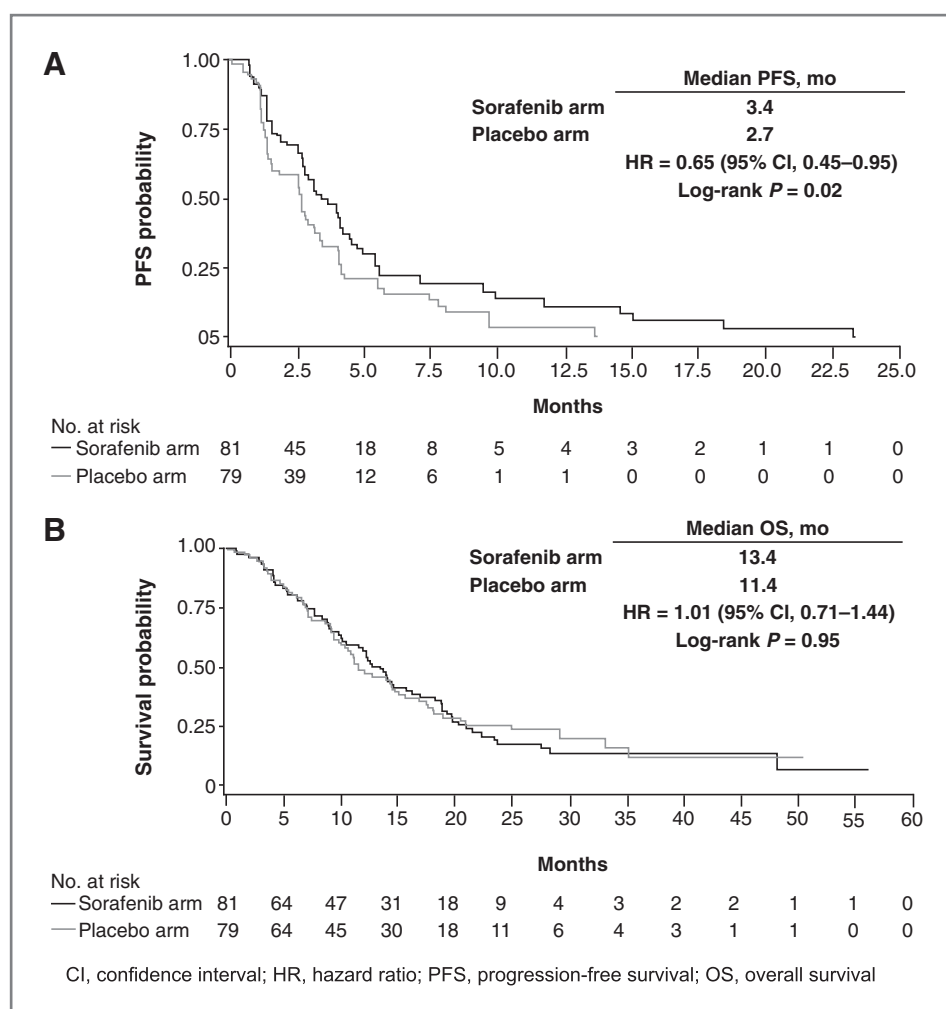 A
Median PFS, mo
Sorafenib arm 3.4
Placebo arm 2.7
HR = 0.65 (95% CI, 0.45–0.95)
Log-rank P = 0.02
PFS probability
1.00
0.75
0.50
0.25
05
0 2.5 5.0 7.5 10.0 12.5 15.0 17.5 20.0 22.5 25.0
Months
No. at risk
Sorafenib arm 81 45 18 8 5 4 3 2 1 1 0
Placebo arm 79 39 12 6 1 1 0 0 0 0 0
B
Median OS, mo
Sorafenib arm 13.4
Placebo arm 11.4
HR = 1.01 (95% CI, 0.71–1.44)
Log-rank P = 0.95
Survival probability
1.00
0.75
0.50
0.25
0
0 5 10 15 20 25 30 35 40 45 50 55 60
Months
No. at risk
Sorafenib arm 81 64 47 31 18 9 4 3 2 2 1 1 0
Placebo arm 79 64 45 30 18 11 6 4 3 1 1 0 0
CI, confidence interval; HR, hazard ratio; PFS, progression-free survival; OS, overall survival